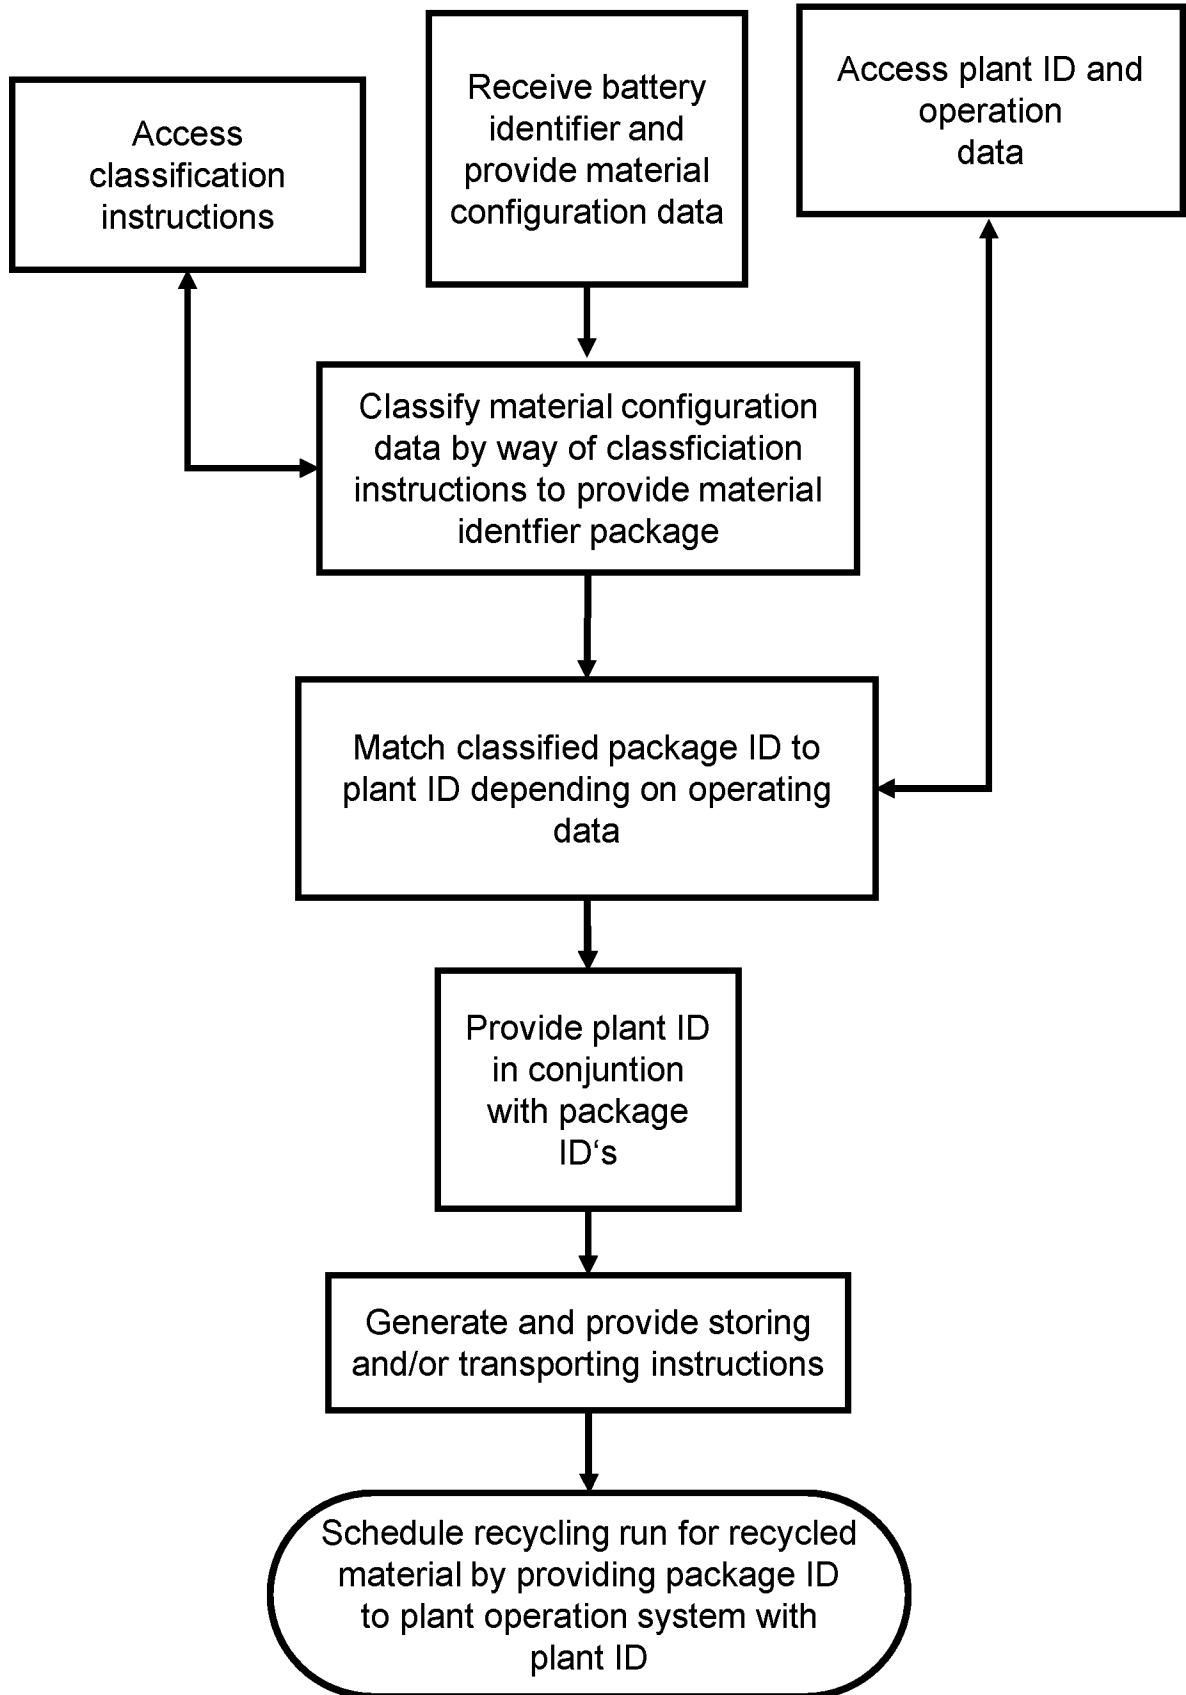 Access
classification
instructions
Receive battery
identifier and
provide material
configuration data
Access plant ID and
operation
data
Classify material configuration
data by way of classficiation
instructions to provide material
identfier package
Match classified package ID to
plant ID depending on operating
data
Provide plant ID
in conjuntion
with package
ID‘s
Generate and provide storing
and/or transporting instructions
Schedule recycling run for recycled
material by providing package ID
to plant operation system with
plant ID